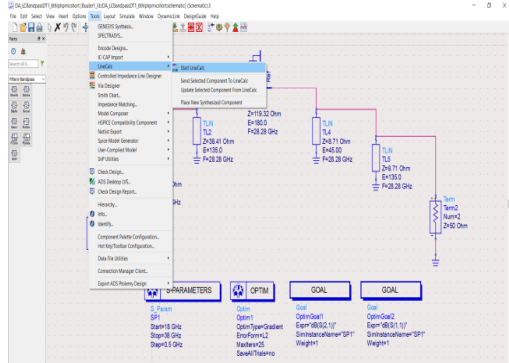 File Edit Select View Insert Options Tools Layout Simulate Window DynamicLink DesignGuide Help
Parts
Filters-Bandpass
GENESYS Synthesis...
SPECTRASYS...
Encode Designs...
IC-CAP Import
LineCalc
Start LineCalc
Send Selected Component To LineCalc
Update Selected Component From LineCalc
Place New Synthesized Component
Controlled Impedance Line Designer
Via Designer
Smith Chart...
Impedance Matching...
Model Composer
HSPICE Compatibility Component
Netlist Export
Spice Model Generator
User-Compiled Model
SnP Utilities
Check Design...
ADS Desktop LVS...
Check Design Report...
Hierarchy...
Info...
Identify...
Component Palette Configuration...
Hot Key/Toolbar Configuration...
Data File Utilities
Connection Manager Client...
Export ADS Ptolemy Design
Z=119.32 Ohm
E=180.0
F=28.28 GHz
TLIN
TL2
Z=38.41 Ohm
E=135.0
F=28.28 GHz
TLIN
TL4
Z=8.71 Ohm
E=45.00
F=28.28 GHz
TLIN
TL5
Z=8.71 Ohm
E=135.0
F=28.28 GHz
Term
Term2
Num=2
Z=50 Ohm
S-PARAMETERS
S_Param
SP1
Start=18 GHz
Stop=38 GHz
Step=0.5 GHz
OPTIM
Optim
Optim1
OptimType=Gradient
ErrorForm=L2
MaxIters=25
SaveAllTrials=no
GOAL
Goal
OptimGoal1
Expr="dB(S(2,1))"
SimInstanceName="SP1"
Weight=1
GOAL
Goal
OptimGoal2
Expr="dB(S(1,1))"
SimInstanceName="SP1"
Weight=1